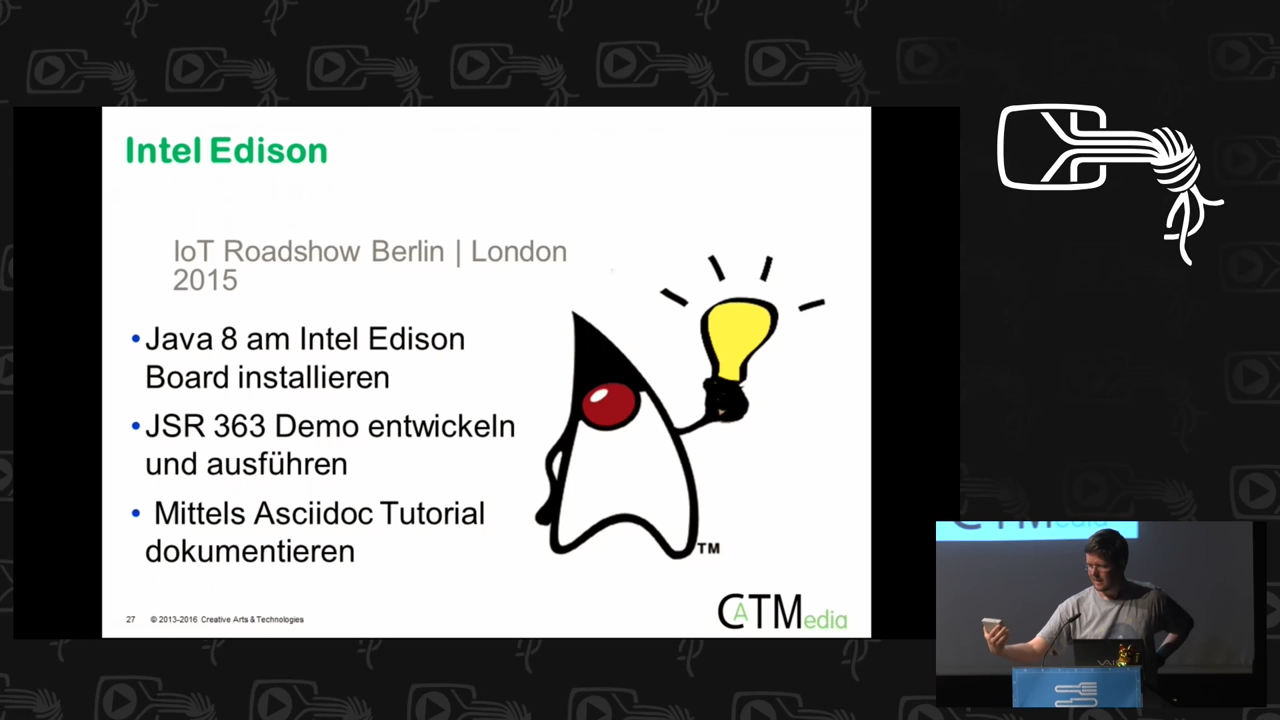 Intel Edison
IoT Roadshow Berlin | London
2015
•Java 8 am Intel Edison
Board installieren
•JSR 363 Demo entwickeln
und ausführen
• Mittels Asciidoc Tutorial
dokumentieren
TM
CATMedia
27 © 2013-2016 Creative Arts & Technologies
CATMedia